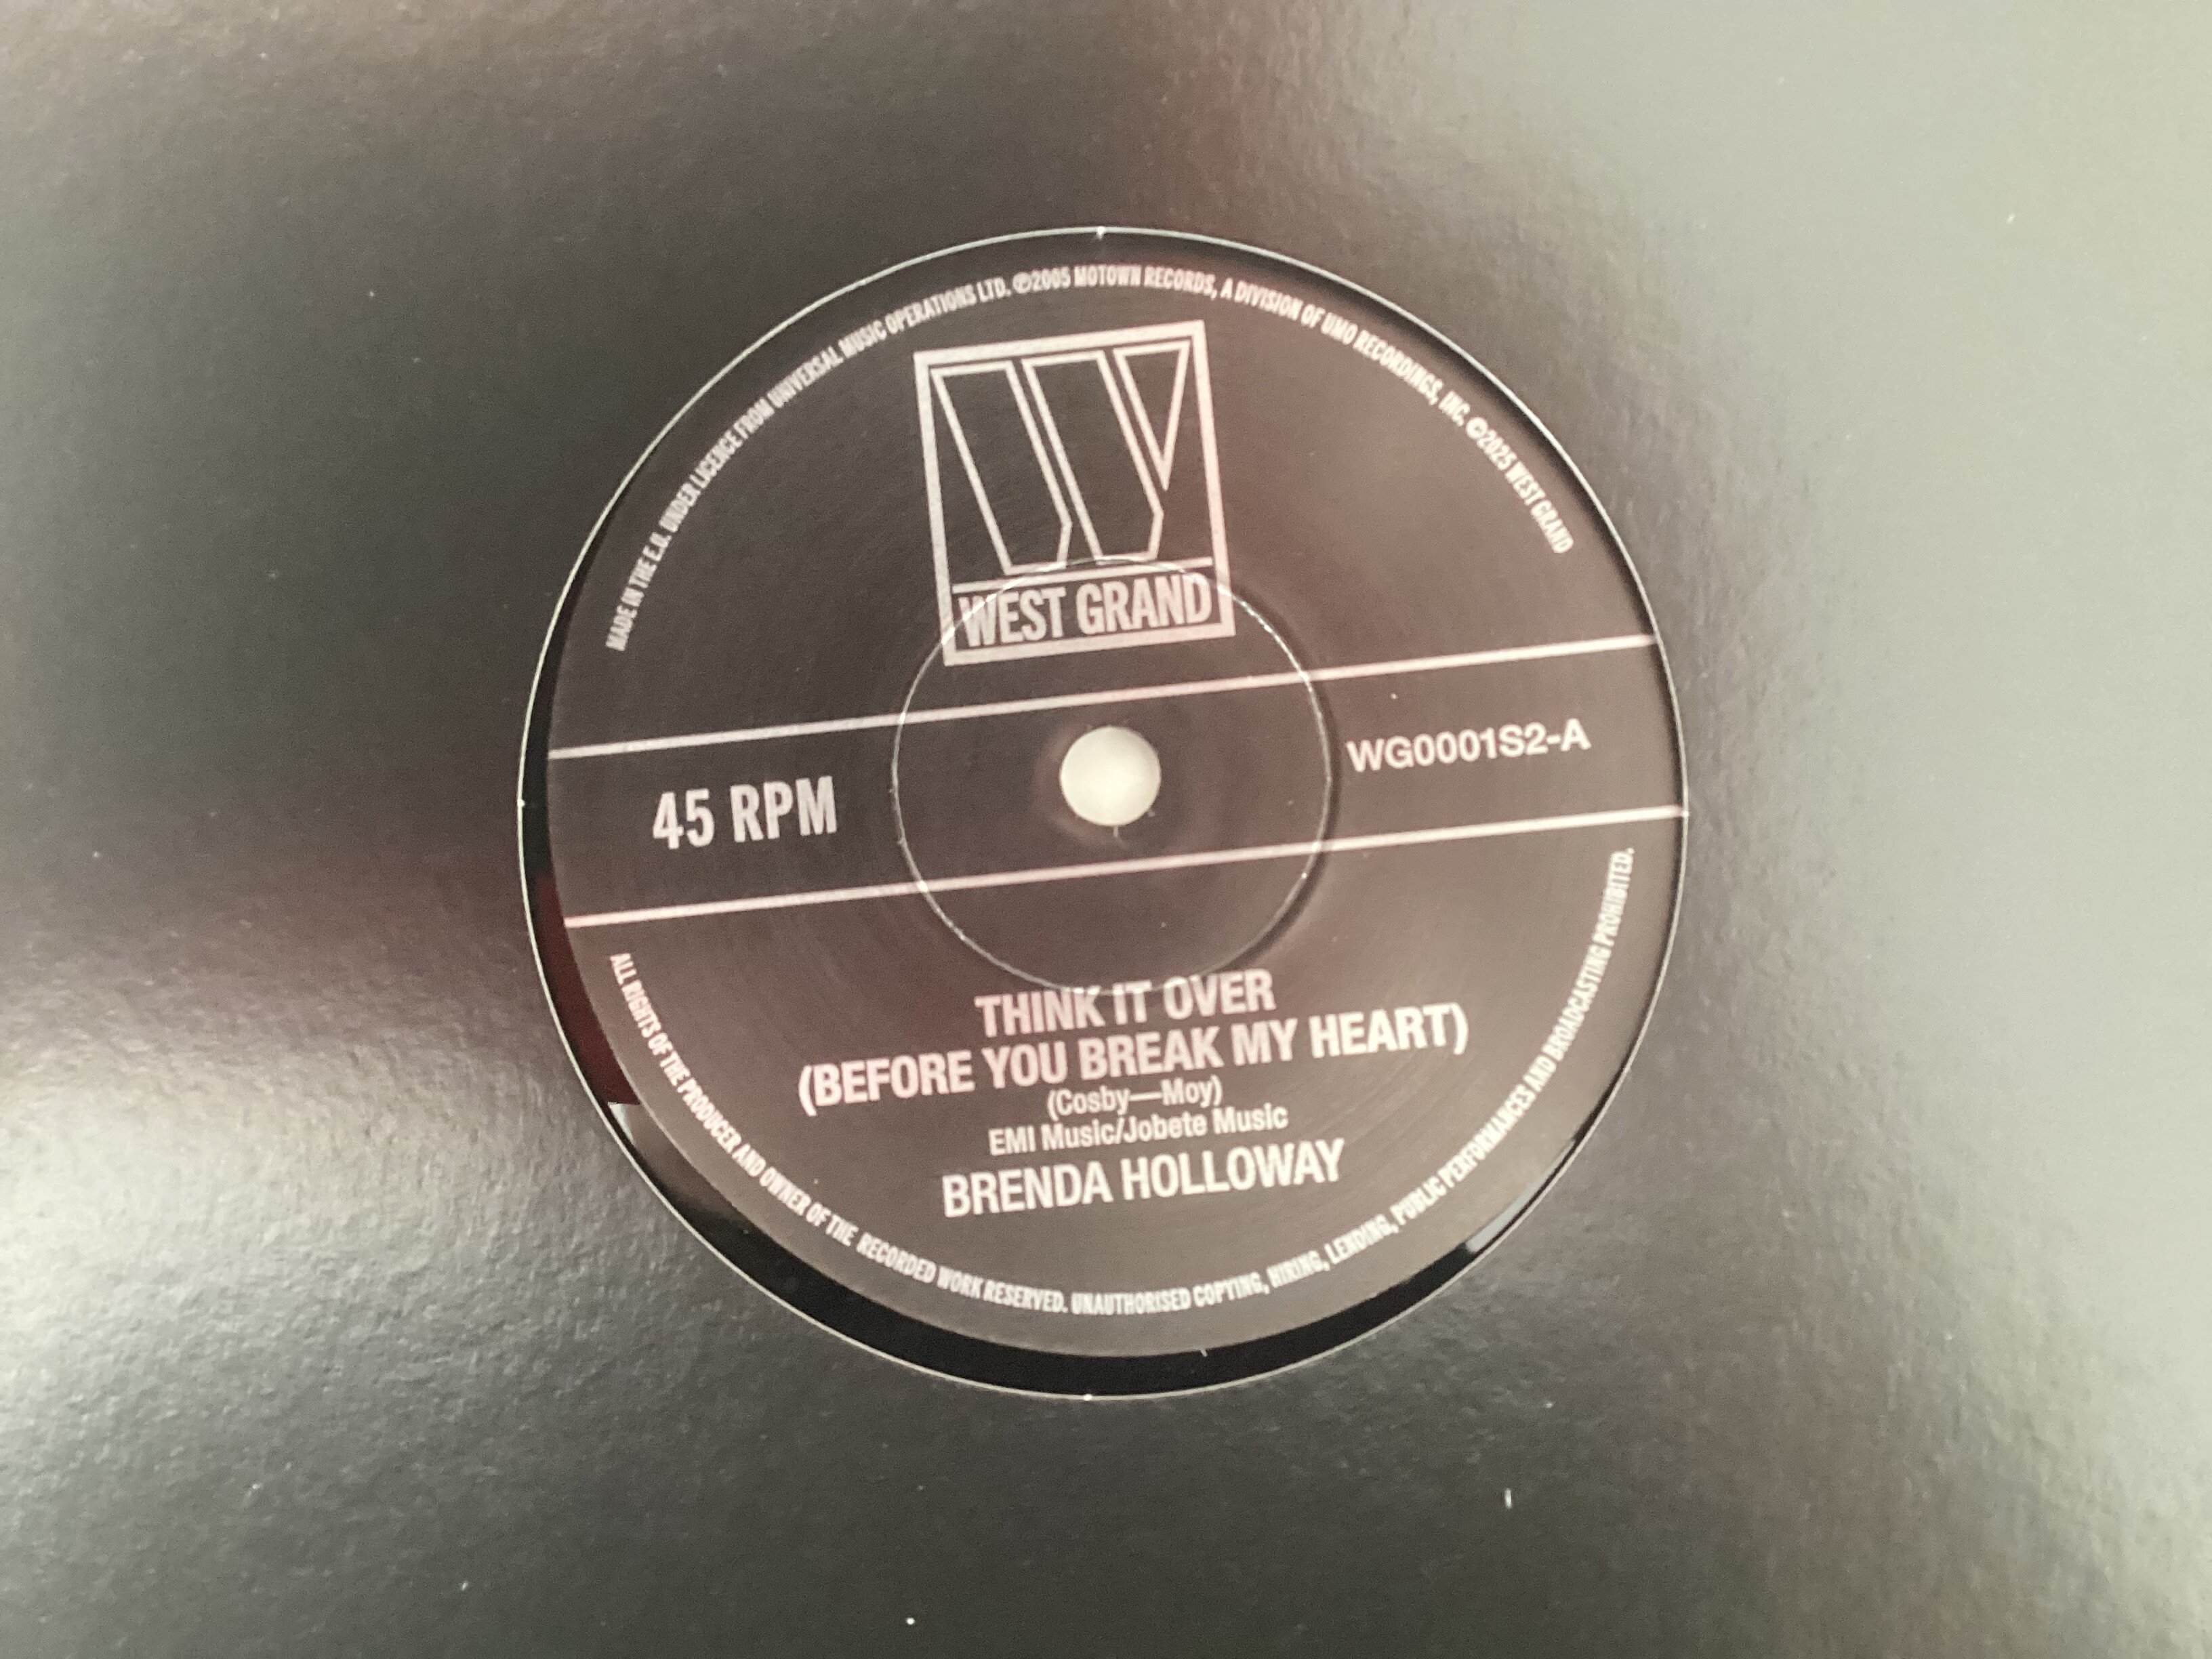 MADE IN THE E.U. UNDER LICENCE FROM UNIVERSAL MUSIC OPERATIONS LTD. ℗2005 MOTOWN RECORDS, A DIVISION OF UMO RECORDINGS, INC. ©2025 WEST GRAND
WEST GRAND
45 RPM
WG0001S2-A
THINK IT OVER
(BEFORE YOU BREAK MY HEART)
(Cosby—Moy)
EMI Music/Jobete Music
BRENDA HOLLOWAY
ALL RIGHTS OF THE PRODUCER AND OWNER OF THE RECORDED WORK RESERVED. UNAUTHORISED COPYING, HIRING, LENDING, PUBLIC PERFORMANCES AND BROADCASTING PROHIBITED.